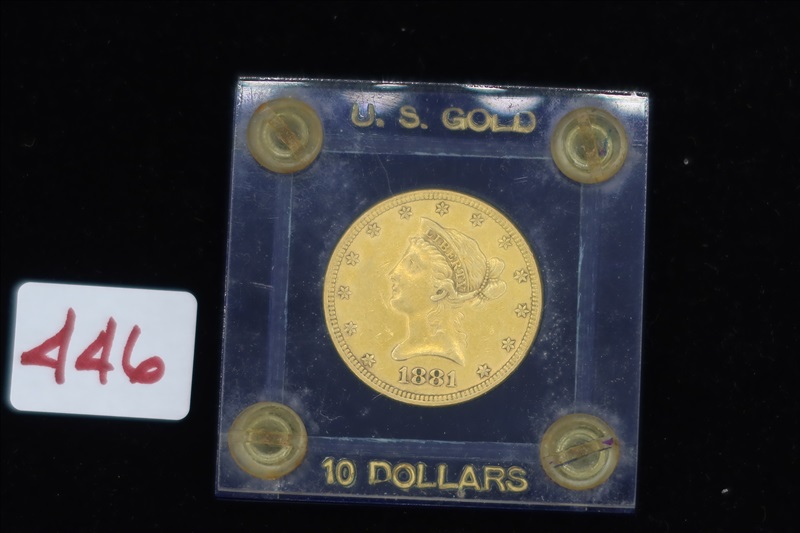 U. S. GOLD
LIBERTY
1881
446
10 DOLLARS